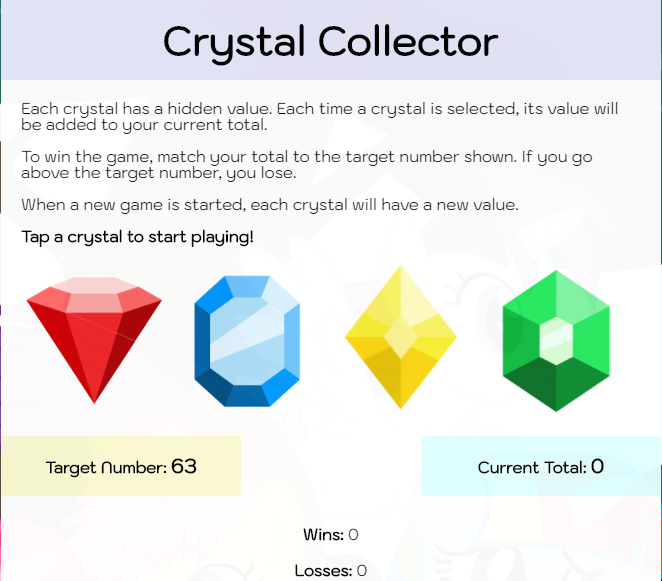 Crystal Collector
Each crystal has a hidden value. Each time a crystal is selected, its value will
be added to your current total.
To win the game, match your total to the target number shown. If you go
above the target number, you lose.
When a new game is started, each crystal will have a new value.
Tap a crystal to start playing!
Target Number: 63
Current Total: 0
Wins: 0
Losses: 0